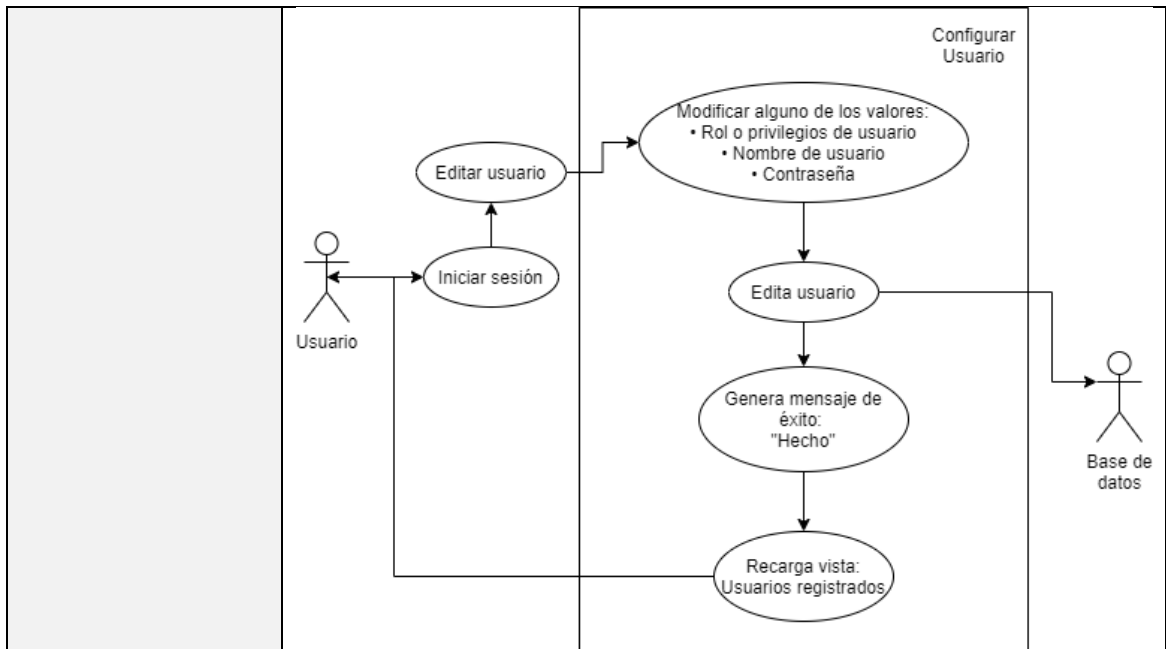 Configurar
Usuario
Modificar alguno de los valores:
• Rol o privilegios de usuario
• Nombre de usuario
• Contraseña
Editar usuario
Iniciar sesión
Usuario
Edita usuario
Genera mensaje de
éxito:
"Hecho"
Base de
datos
Recarga vista:
Usuarios registrados